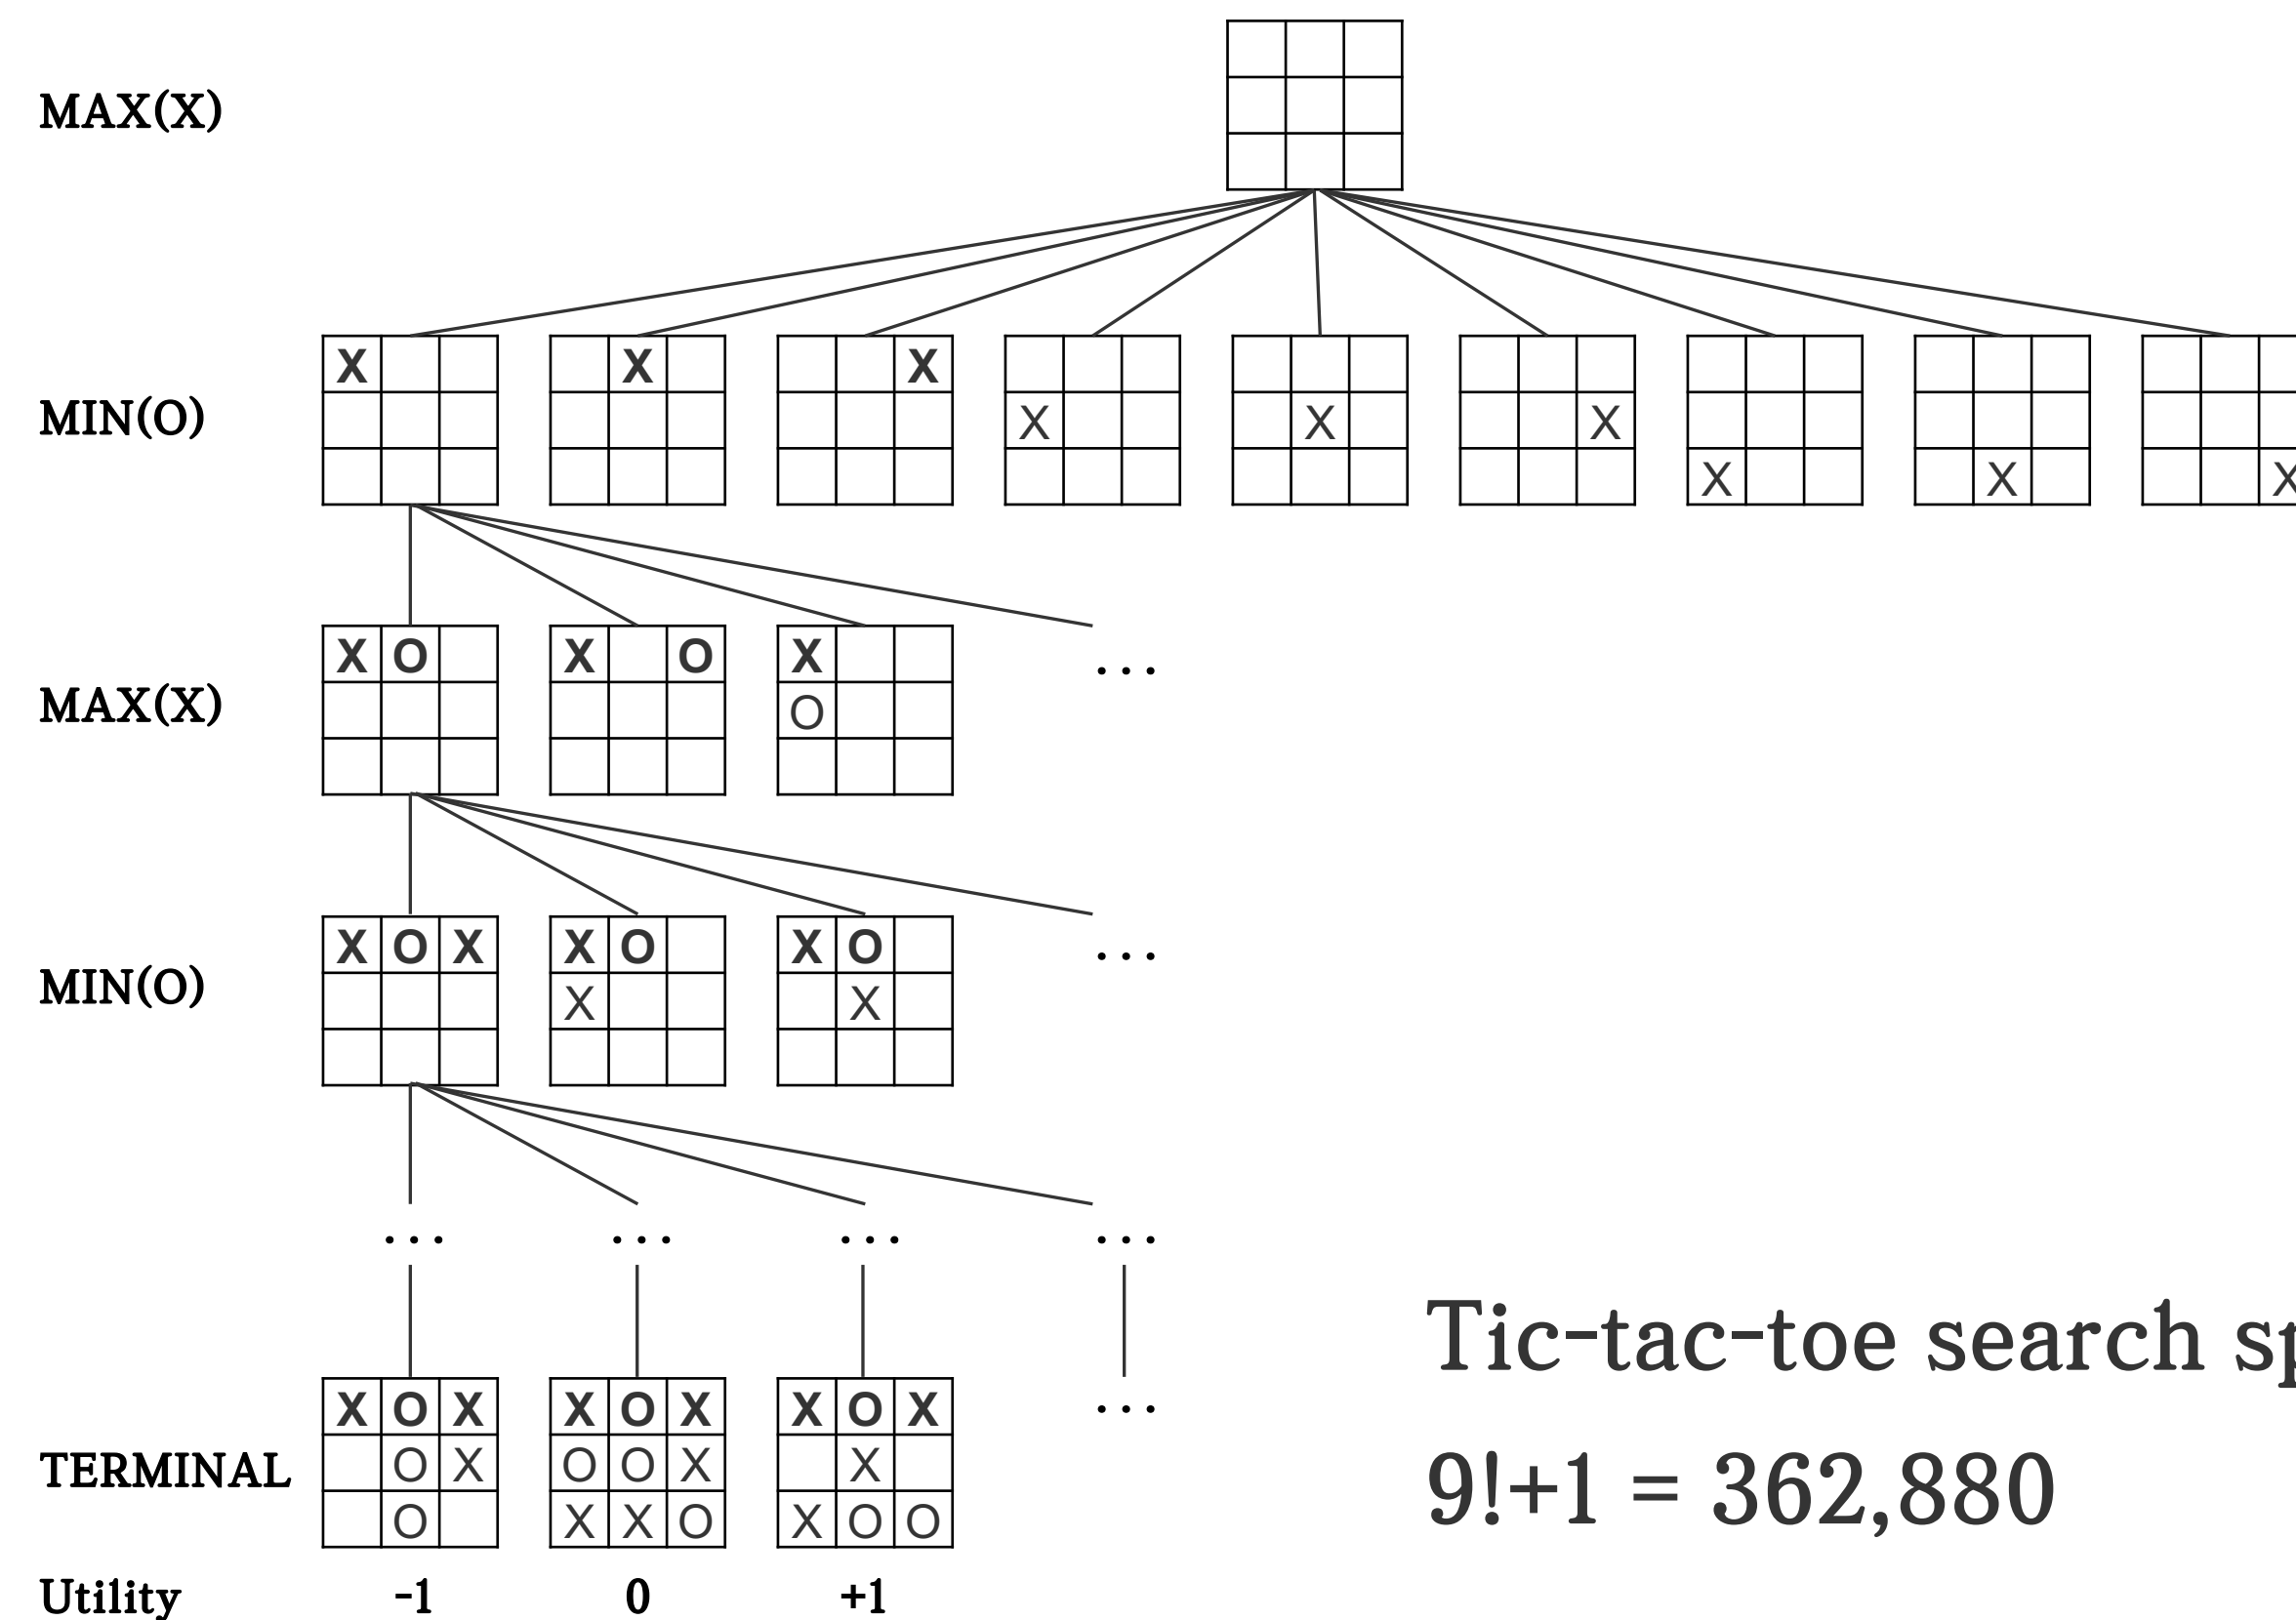 MAX(X)
MIN(O)
X X X
X X X
X X X
MAX(X)
X O X O X
O
...
MIN(O)
X O X X O X O
X X
...
... ... ... ...
TERMINAL
X O X X O X X O X
O X O O X X
O X X O X O O
...
Utility
-1 0 +1
Tic-tac-toe search sp
9!+1 = 362,880